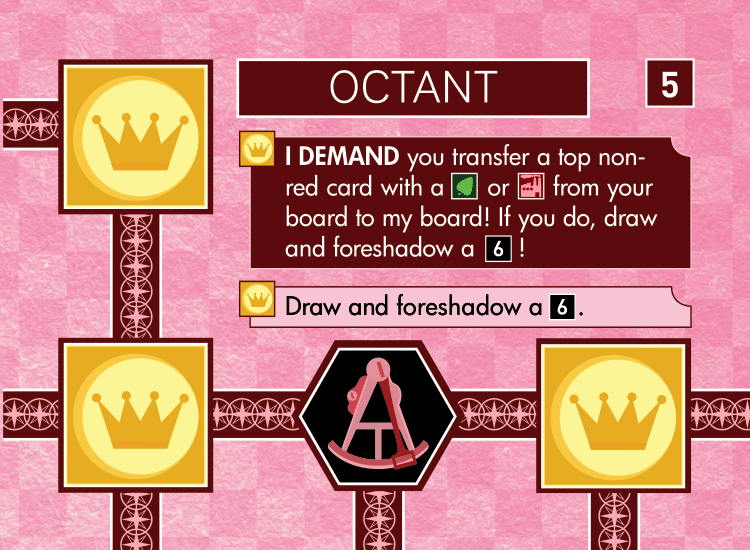 OCTANT
5
I DEMAND you transfer a top non-
red card with a or from your
board to my board! If you do, draw
and foreshadow a 6 !
Draw and foreshadow a 6 .